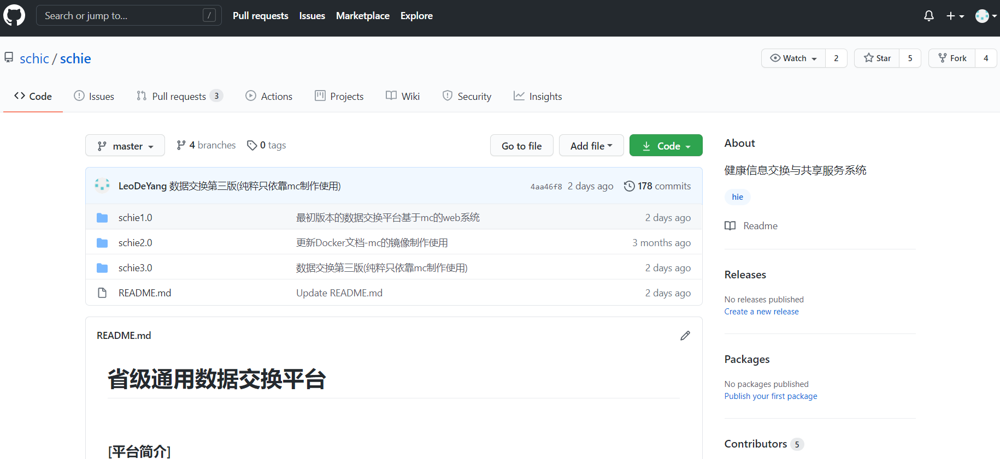 Search or jump to... /
Pull requests Issues Marketplace Explore
schic / schie
Watch 2 Star 5 Fork 4
Code Issues Pull requests 3 Actions Projects Wiki Security Insights
master 4 branches 0 tags
Go to file Add file Code
LeoDeYang 数据交换第三版(纯粹只依靠mc制作使用) 4aa46f8 2 days ago 178 commits
schie1.0 最初版本的数据交换平台基于mc的web系统 2 days ago
schie2.0 更新Docker文档-mc的镜像制作使用 3 months ago
schie3.0 数据交换第三版(纯粹只依靠mc制作使用) 2 days ago
README.md Update README.md 2 days ago
README.md
省级通用数据交换平台
[平台简介]
About
健康信息交换与共享服务系统
hie
Readme
Releases
No releases published
Create a new release
Packages
No packages published
Publish your first package
Contributors 5